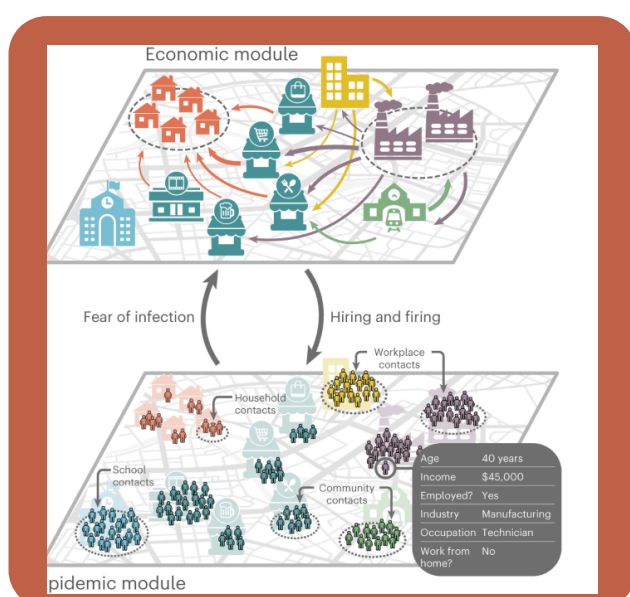 Economic module
Fear of infection
Hiring and firing
Workplace
contacts
Household
contacts
School
contacts
Community
contacts
Age 40 years
Income $45,000
Employed? Yes
Industry Manufacturing
Occupation Technician
Work from No
home?
pidemic module